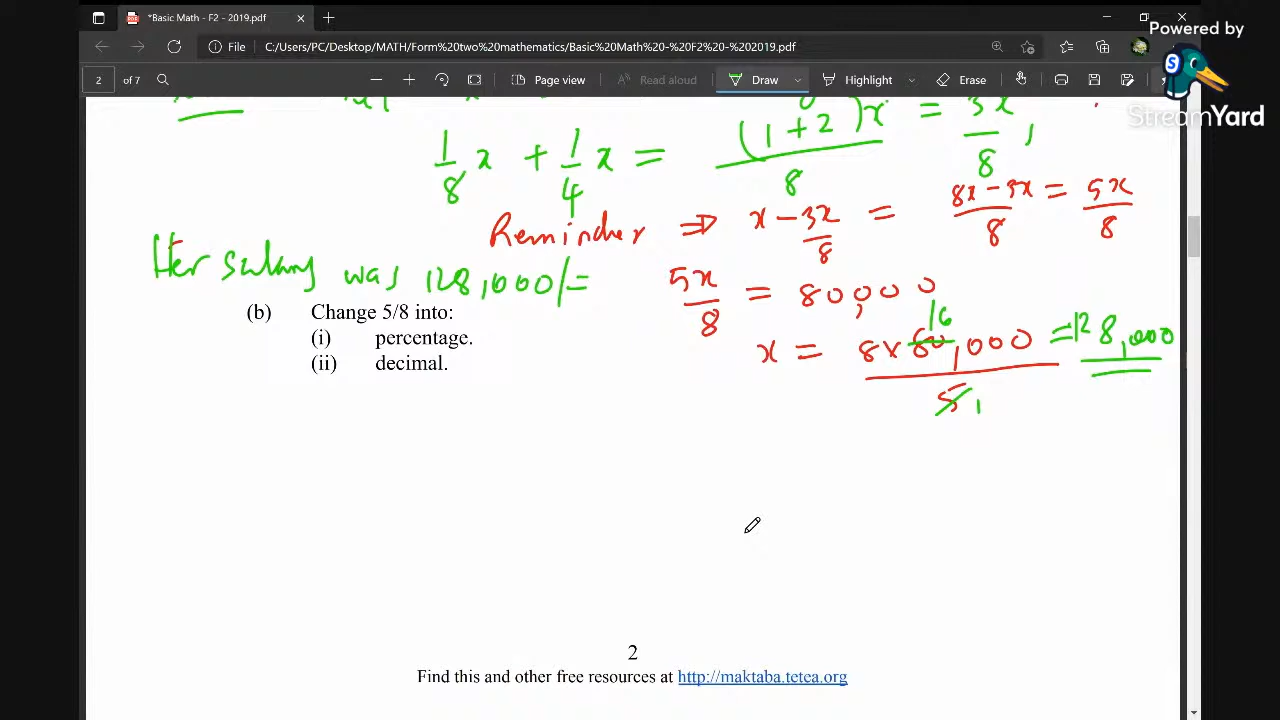 *Basic Math - F2 - 2019.pdf
Powered by
StreamYard
File C:/Users/PC/Desktop/MATH/Form%20two%20mathematics/Basic%20Math%20-%20F2%20-%202019.pdf
2 of 7 Page view Read aloud Draw Highlight Erase
1/8 x + 1/4 x = (1+2)x/8 = 3x/8,
Reminder ⇒ x - 3x/8 = 8x-3x/8 = 5x/8
Her salary was 128,000/=
5x/8 = 80,000
(b) Change 5/8 into:
(i) percentage.
(ii) decimal.
x = 8x80,000/5 = 128,000
16
1
2
Find this and other free resources at http://maktaba.tetea.org